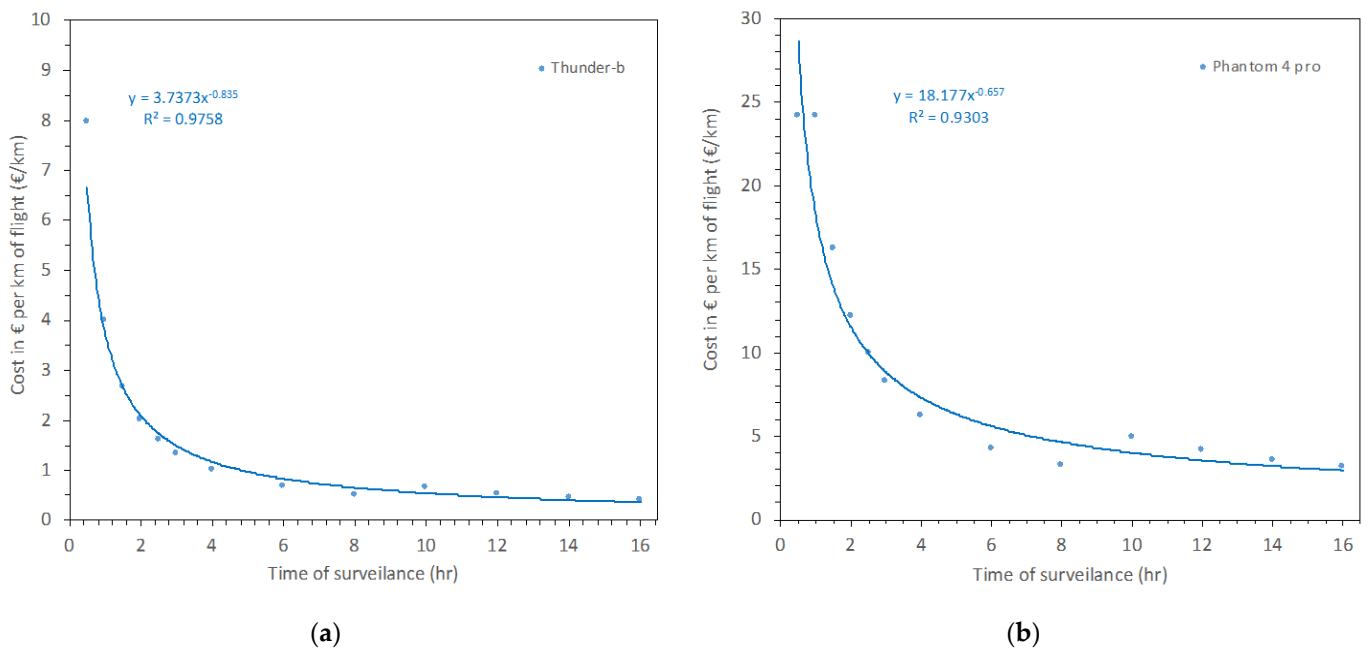 10
9
8
7
6
5
4
3
2
1
0
Cost in € per km of flight (€/km)
Thunder-b
y = 3.7373x^-0.835
R² = 0.9758
0 2 4 6 8 10 12 14 16
Time of surveilance (hr)
(a)
30
25
20
15
10
5
0
Cost in € per km of flight (€/km)
Phantom 4 pro
y = 18.177x^-0.657
R² = 0.9303
0 2 4 6 8 10 12 14 16
Time of surveilance (hr)
(b)